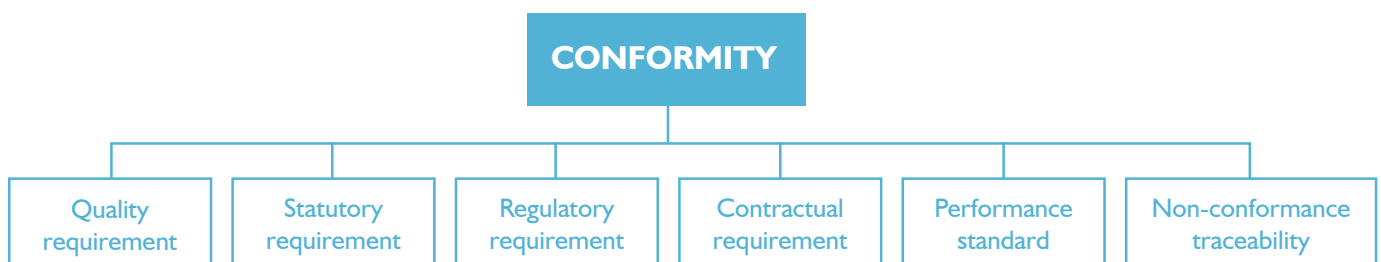 CONFORMITY
Quality
requirement
Statutory
requirement
Regulatory
requirement
Contractual
requirement
Performance
standard
Non-conformance
traceability